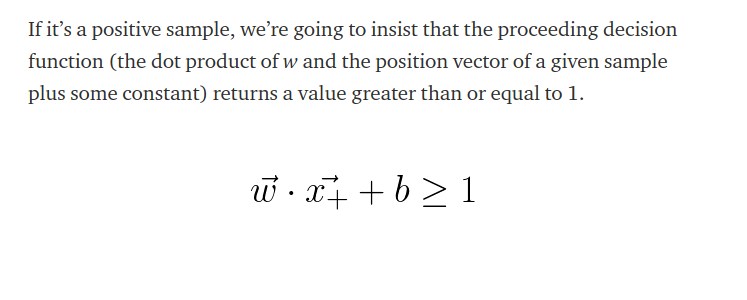 If it’s a positive sample, we’re going to insist that the proceeding decision
function (the dot product of w and the position vector of a given sample
plus some constant) returns a value greater than or equal to 1.
w⃗ · x⃗₊ + b ≥ 1